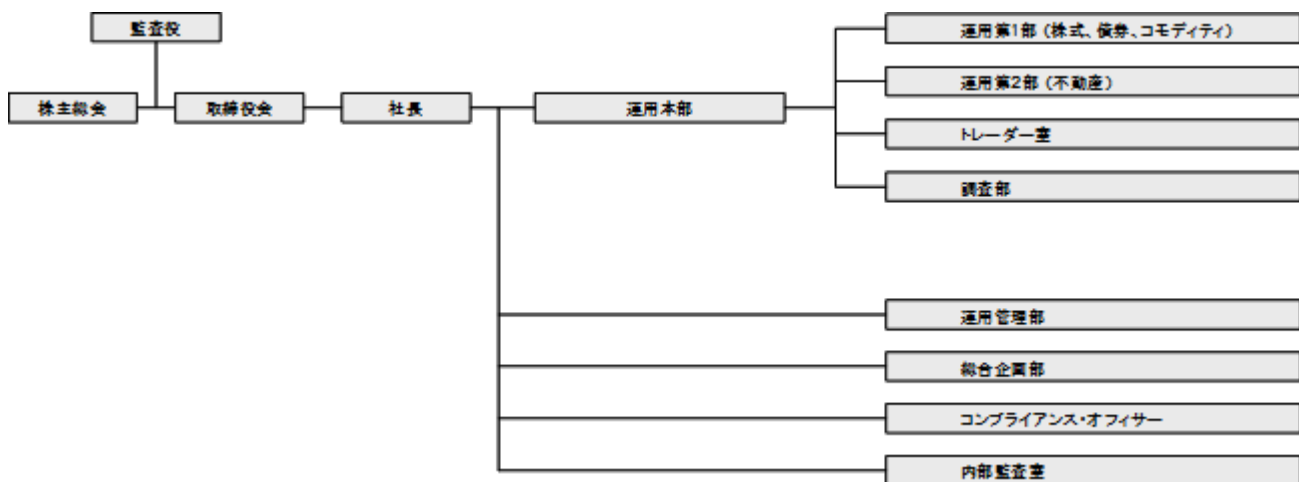 監査役
運用第1部 (株式、債券、コモディティ)
運用第2部 (不動産)
株主総会
取締役会
社長
運用本部
トレーダー室
調査部
運用管理部
総合企画部
コンプライアンス・オフィサー
内部監査室